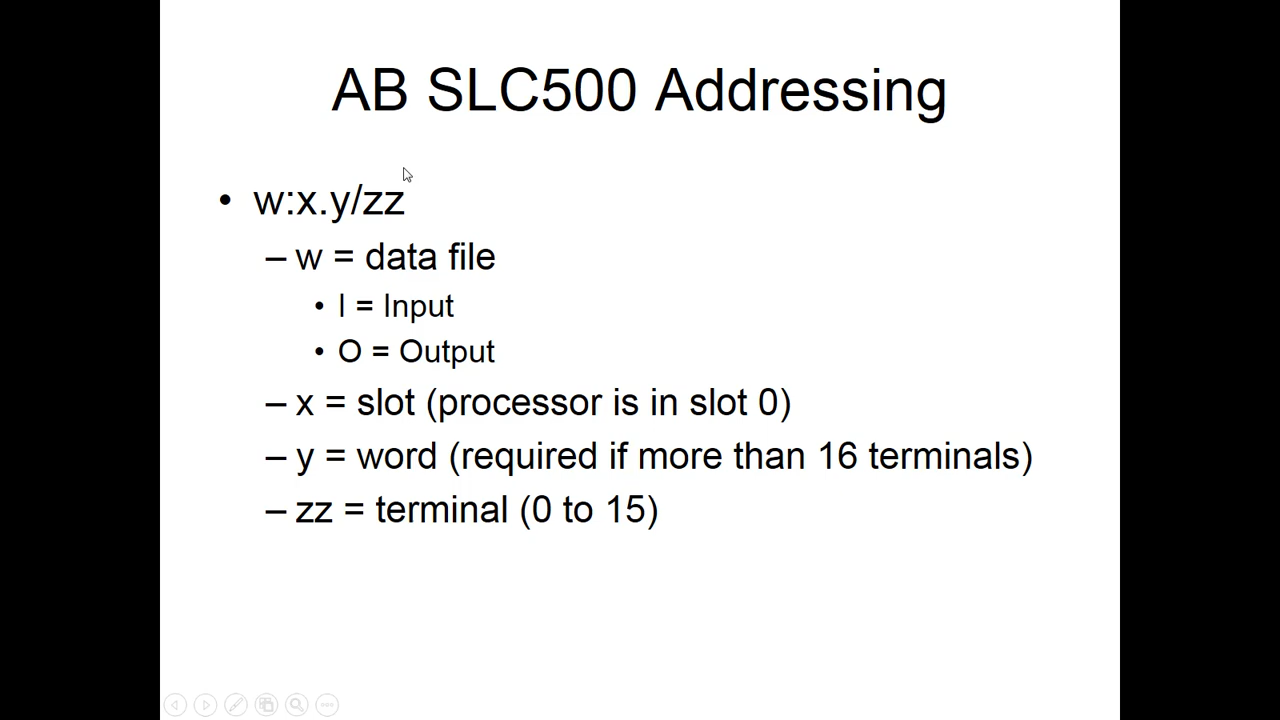 AB SLC500 Addressing
• w:x.y/zz
– w = data file
• I = Input
• O = Output
– x = slot (processor is in slot 0)
– y = word (required if more than 16 terminals)
– zz = terminal (0 to 15)